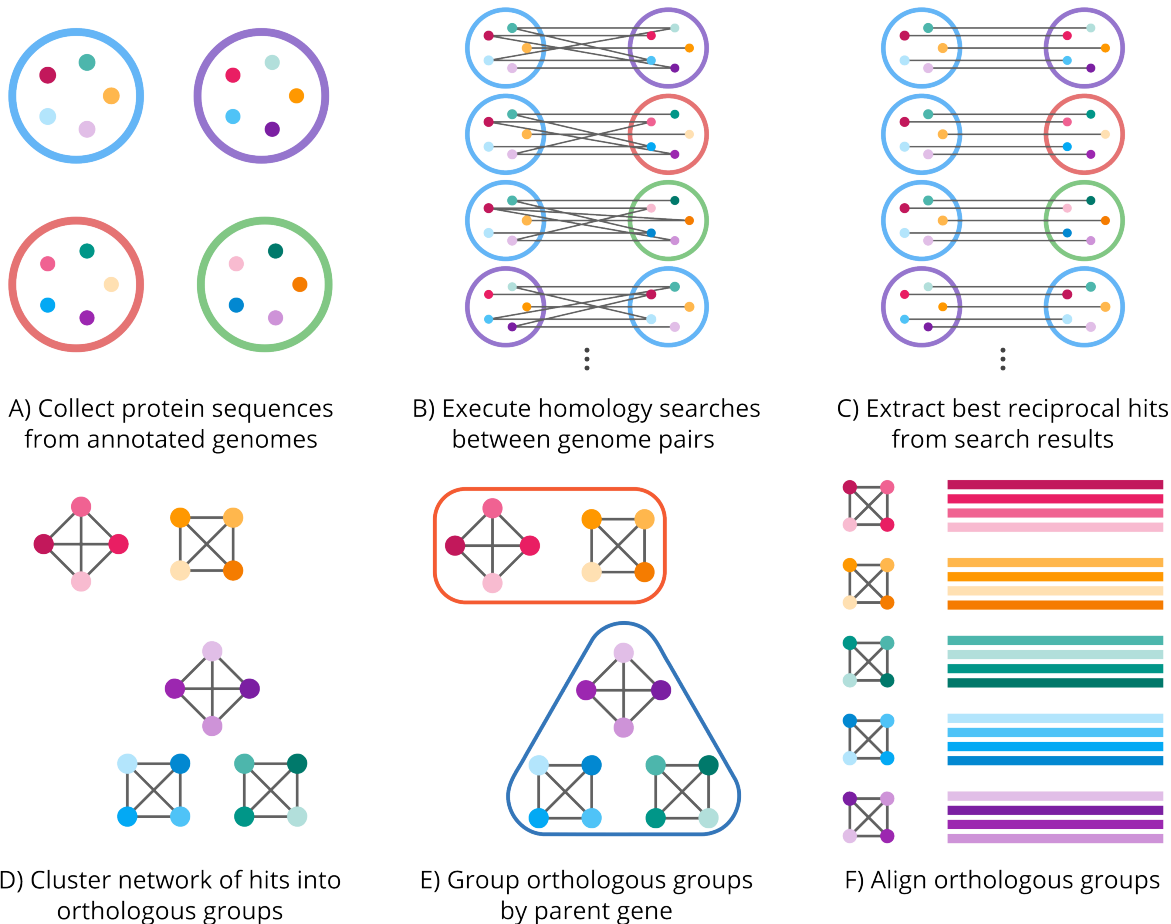 A) Collect protein sequences
from annotated genomes
B) Execute homology searches
between genome pairs
C) Extract best reciprocal hits
from search results
D) Cluster network of hits into
orthologous groups
E) Group orthologous groups
by parent gene
F) Align orthologous groups